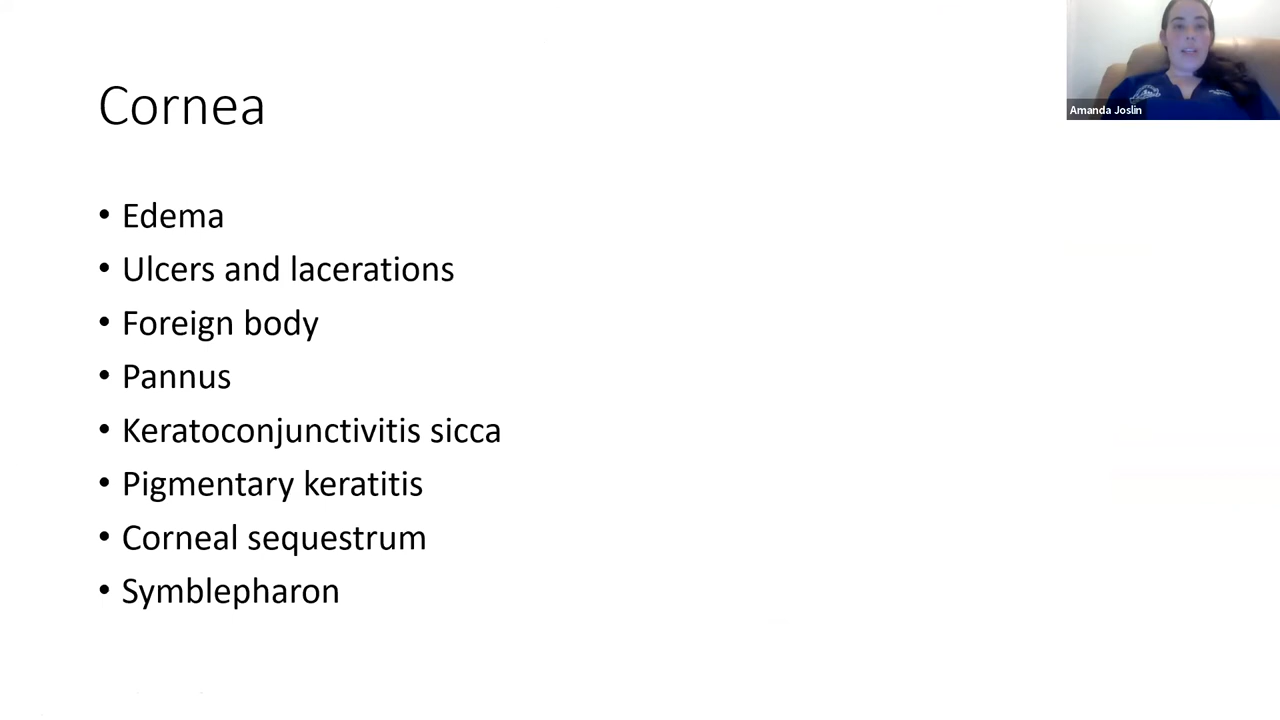 Cornea
• Edema
• Ulcers and lacerations
• Foreign body
• Pannus
• Keratoconjunctivitis sicca
• Pigmentary keratitis
• Corneal sequestrum
• Symblepharon
Amanda Joslin